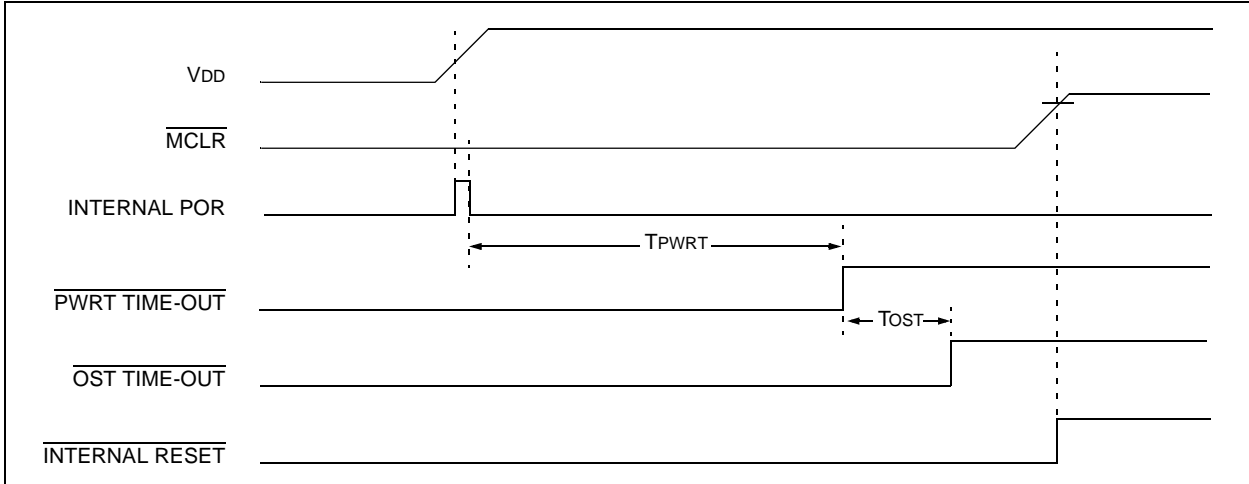 VDD
MCLR
INTERNAL POR
TPWRT
PWRT TIME-OUT
TOST
OST TIME-OUT
INTERNAL RESET